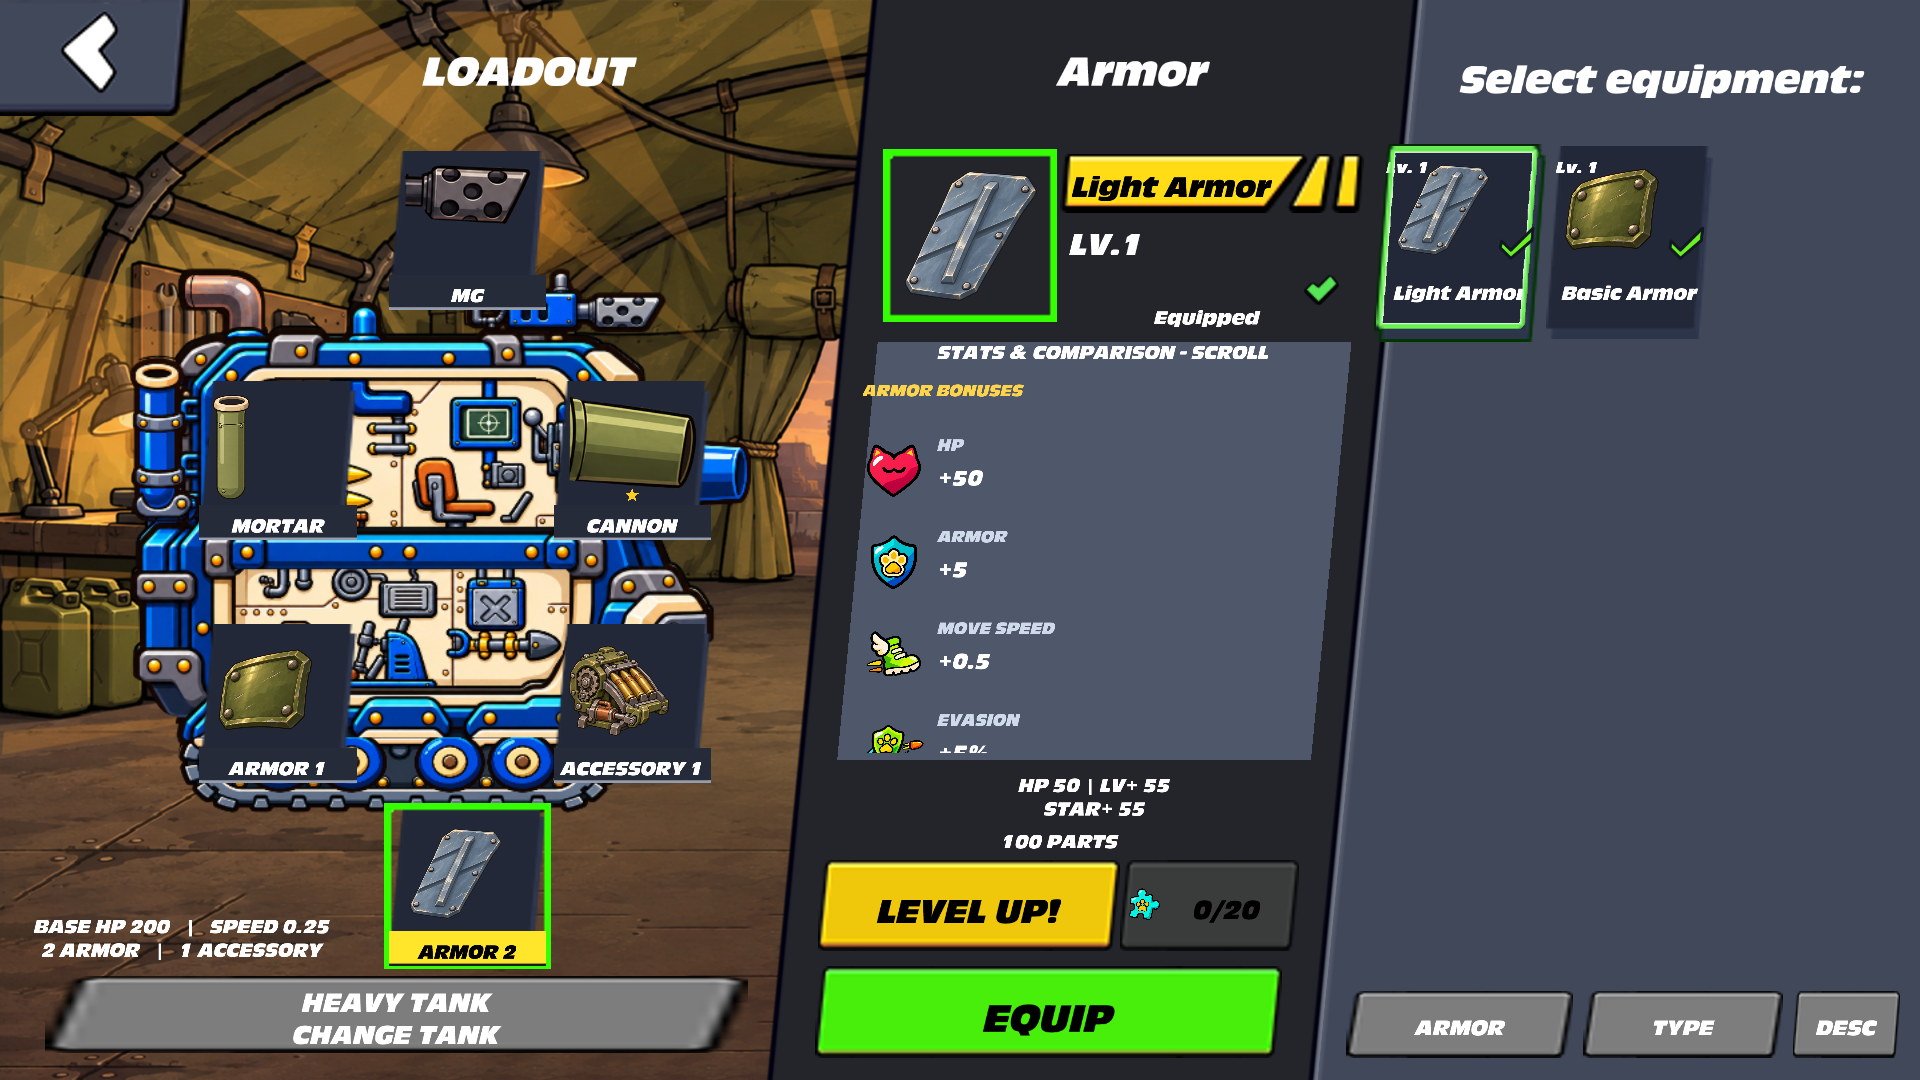 LOADOUT
MG
MORTAR
CANNON
ARMOR 1
ACCESSORY 1
ARMOR 2
BASE HP 200 | SPEED 0.25
2 ARMOR | 1 ACCESSORY
HEAVY TANK
CHANGE TANK
Armor
Light Armor
LV.1
Equipped
STATS & COMPARISON - SCROLL
ARMOR BONUSES
HP
+50
ARMOR
+5
MOVE SPEED
+0.5
EVASION
+5%
HP 50 | LV+ 55
STAR+ 55
100 PARTS
LEVEL UP!
0/20
EQUIP
Select equipment:
Lv. 1
Light Armor
Lv. 1
Basic Armor
ARMOR
TYPE
DESC